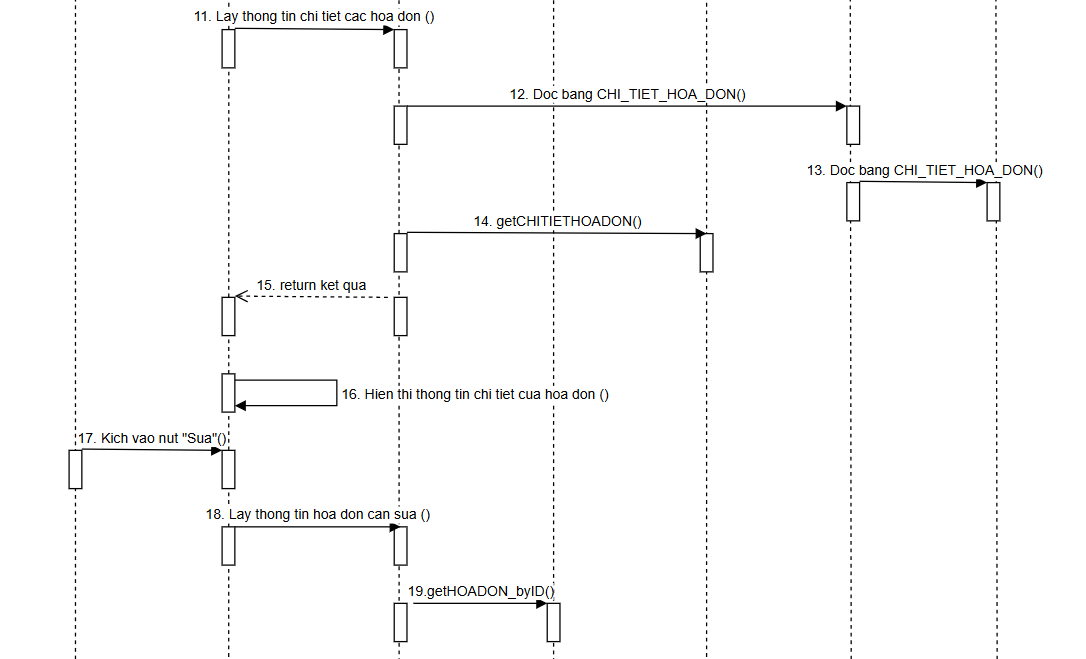 11. Lay thong tin chi tiet cac hoa don ()
12. Doc bang CHI_TIET_HOA_DON()
13. Doc bang CHI_TIET_HOA_DON()
14. getCHITIETHOADON()
15. return ket qua
16. Hien thi thong tin chi tiet cua hoa don ()
17. Kich vao nut "Sua"()
18. Lay thong tin hoa don can sua ()
19.getHOADON_byID()